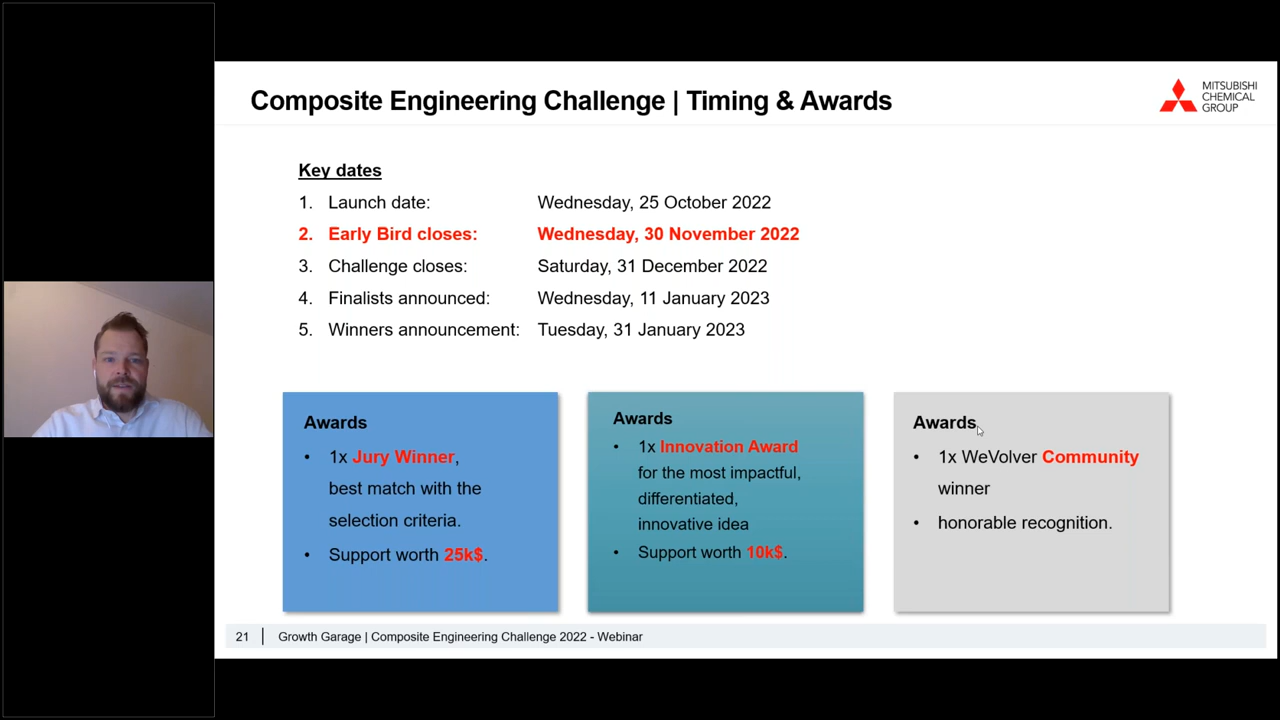 Composite Engineering Challenge | Timing & Awards
MITSUBISHI
CHEMICAL
GROUP
Key dates
1. Launch date: Wednesday, 25 October 2022
2. Early Bird closes: Wednesday, 30 November 2022
3. Challenge closes: Saturday, 31 December 2022
4. Finalists announced: Wednesday, 11 January 2023
5. Winners announcement: Tuesday, 31 January 2023
Awards
• 1x Jury Winner,
best match with the
selection criteria.
• Support worth 25k$.
Awards
• 1x Innovation Award
for the most impactful,
differentiated,
innovative idea
• Support worth 10k$.
Awards
• 1x WeVolver Community
winner
• honorable recognition.
21 | Growth Garage | Composite Engineering Challenge 2022 - Webinar